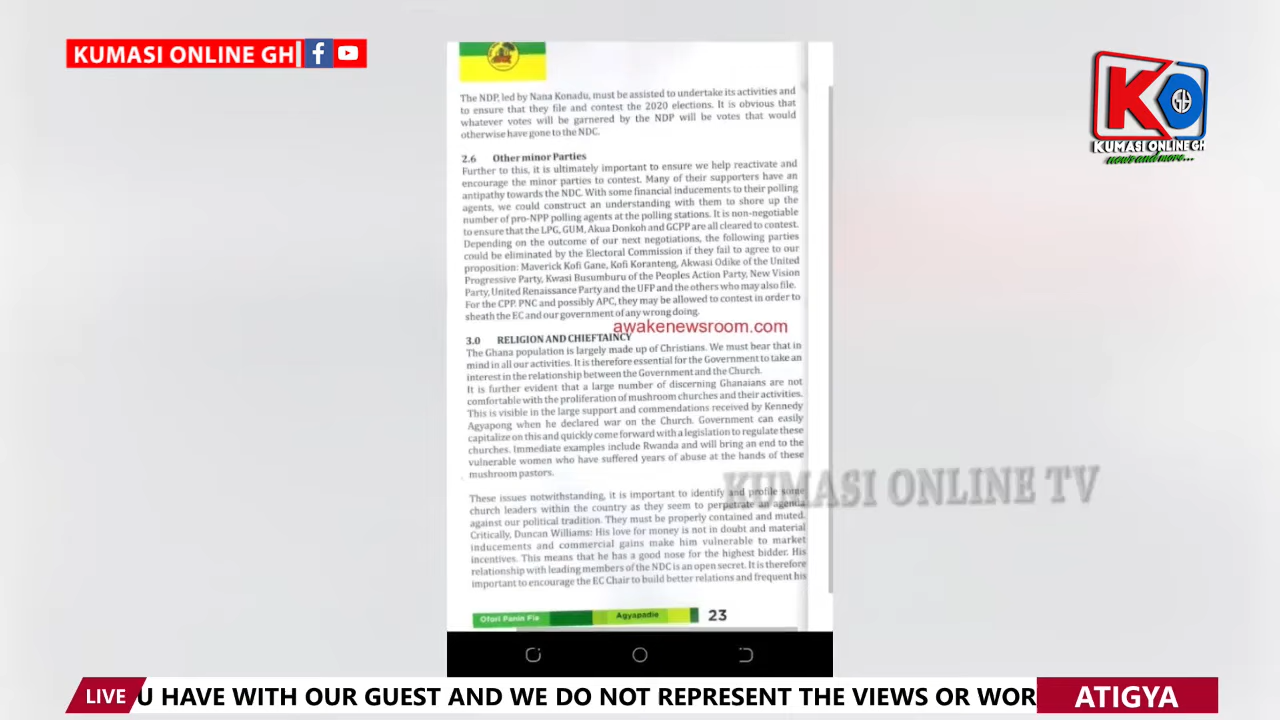 KUMASI ONLINE GH
KUMASI ONLINE GH
news and more...
The NDP, led by Nana Konadu, must be assisted to undertake its activities and
to ensure that they file and contest the 2020 elections. It is obvious that
whatever votes will be garnered by the NDP will be votes that would
otherwise have gone to the NDC.
2.6 Other minor Parties
Further to this, it is ultimately important to ensure we help reactivate and
encourage the minor parties to contest. Many of their supporters have an
antipathy towards the NDC. With some financial inducements to their polling
agents, we could construct an understanding with them to shore up the
number of pro-NPP polling agents at the polling stations. It is non-negotiable
to ensure that the LPG, GUM, Akua Donkoh and GCPP are all cleared to contest.
Depending on the outcome of our next negotiations, the following parties
could be eliminated by the Electoral Commission if they fail to agree to our
proposition: Maverick Kofi Gane, Kofi Koranteng, Akwasi Odike of the United
Progressive Party, Kwasi Busumburu of the Peoples Action Party, New Vision
Party, United Renaissance Party and the UFP and the others who may also file.
For the CPP. PNC and possibly APC, they may be allowed to contest in order to
sheath the EC and our government of any wrong doing.
awakenewsroom.com
3.0 RELIGION AND CHIEFTAINCY
The Ghana population is largely made up of Christians. We must bear that in
mind in all our activities. It is therefore essential for the Government to take an
interest in the relationship between the Government and the Church.
It is further evident that a large number of discerning Ghanaians are not
comfortable with the proliferation of mushroom churches and their activities.
This is visible in the large support and commendations received by Kennedy
Agyapong when he declared war on the Church. Government can easily
capitalize on this and quickly come forward with a legislation to regulate these
churches. Immediate examples include Rwanda and will bring an end to the
vulnerable women who have suffered years of abuse at the hands of these
mushroom pastors.
KUMASI ONLINE TV
These issues notwithstanding, it is important to identify and profile some
church leaders within the country as they seem to perpetrate an agenda
against our political tradition. They must be properly contained and muted.
Critically, Duncan Williams: His love for money is not in doubt and material
inducements and commercial gains make him vulnerable to market
incentives. This means that he has a good nose for the highest bidder. His
relationship with leading members of the NDC is an open secret. It is therefore
important to encourage the EC Chair to build better relations and frequent his
Ofori Panin Fie Agyapadie 23
LIVE U HAVE WITH OUR GUEST AND WE DO NOT REPRESENT THE VIEWS OR WOR ATIGYA